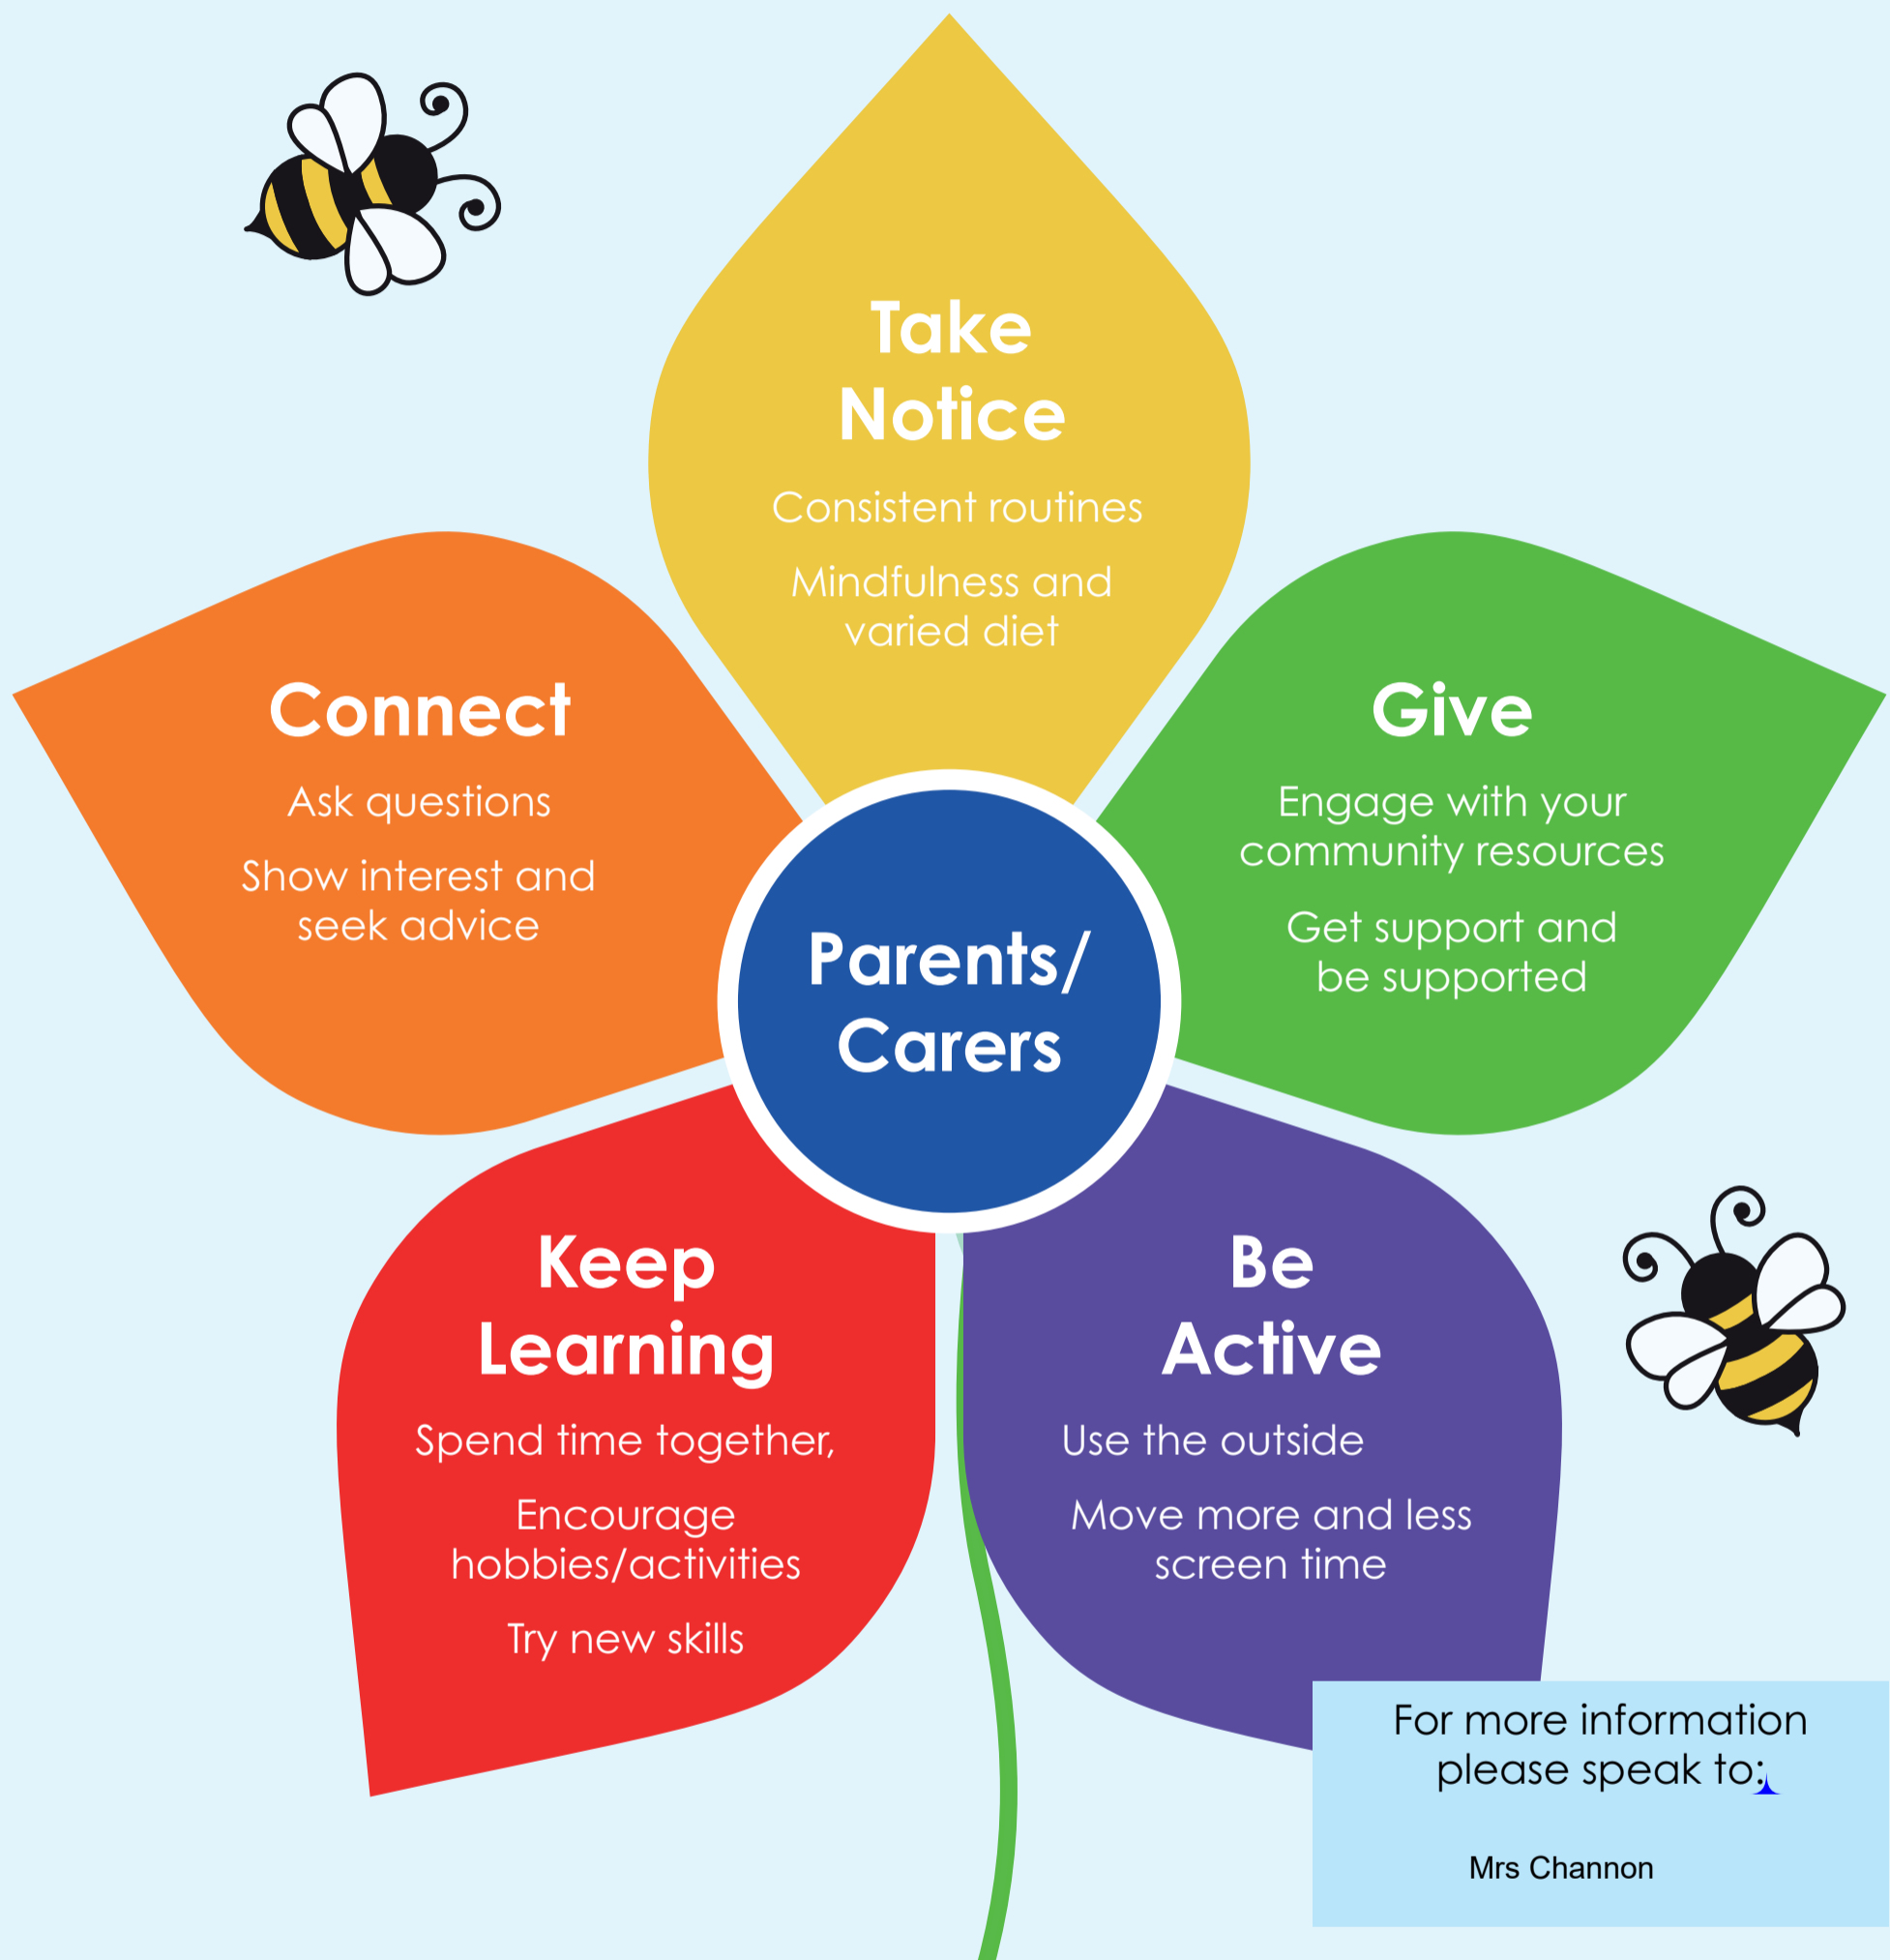 Take
Notice
Consistent routines
Mindfulness and
varied diet
Connect
Ask questions
Show interest and
seek advice
Give
Engage with your
community resources
Get support and
be supported
Parents/
Carers
Keep
Learning
Spend time together,
Encourage
hobbies/activities
Try new skills
Be
Active
Use the outside
Move more and less
screen time
For more information
please speak to:
Mrs Channon